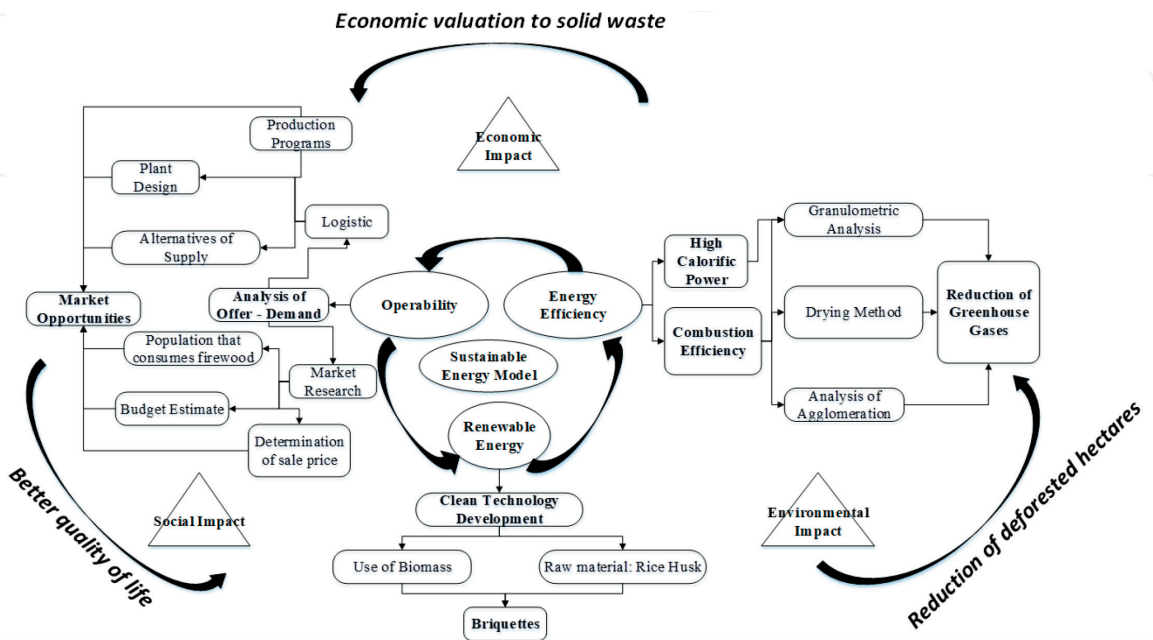 Economic valuation to solid waste
Production
Programs
Economic
Impact
Plant
Design
Logistic
Alternatives of
Supply
Granulometric
Analysis
High
Calorific
Power
Market
Opportunities
Analysis of
Offer - Demand
Operability
Energy
Efficiency
Combustion
Efficiency
Drying Method
Reduction of
Greenhouse
Gases
Population that
consumes firewood
Market
Research
Sustainable
Energy Model
Budget Estimate
Renewable
Energy
Analysis of
Agglomeration
Determination
of sale price
Better quality of life
Social Impact
Clean Technology
Development
Environmental
Impact
Reduction of deforested hectares
Use of Biomass
Raw material: Rice Husk
Briquettes